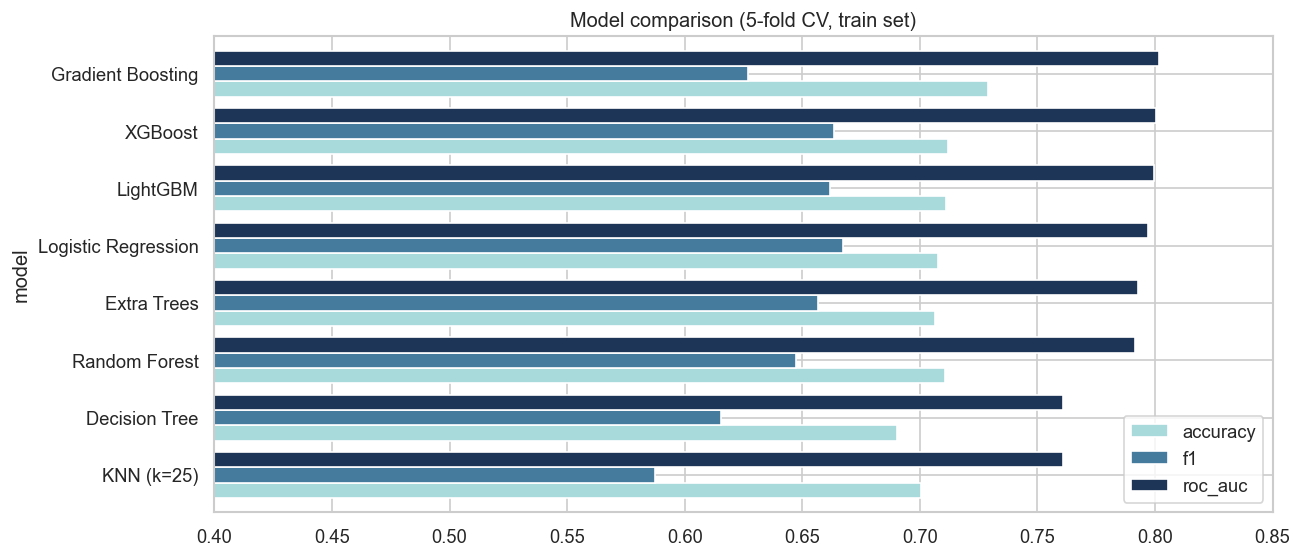 Model comparison (5-fold CV, train set)
model
Gradient Boosting
XGBoost
LightGBM
Logistic Regression
Extra Trees
Random Forest
Decision Tree
KNN (k=25)
accuracy
f1
roc_auc
0.40 0.45 0.50 0.55 0.60 0.65 0.70 0.75 0.80 0.85